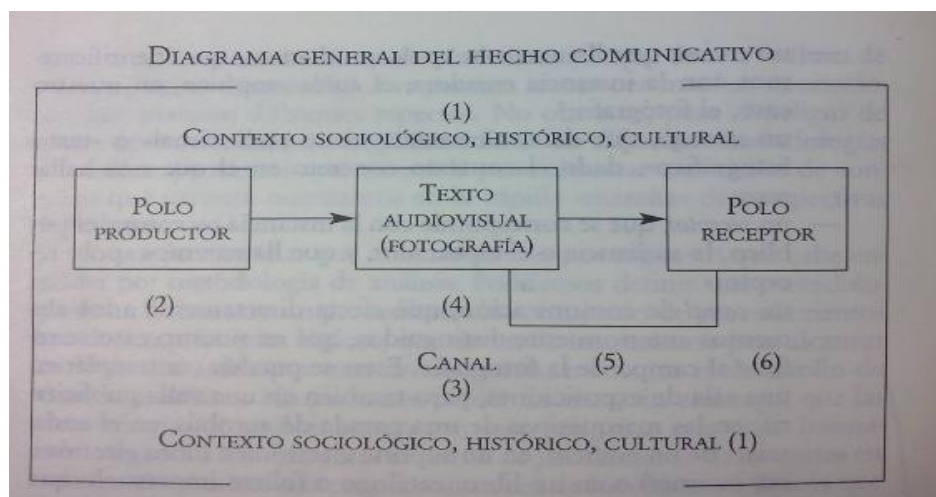 DIAGRAMA GENERAL DEL HECHO COMUNICATIVO
(1)
CONTEXTO SOCIOLÓGICO, HISTÓRICO, CULTURAL
POLO
PRODUCTOR
TEXTO
AUDIOVISUAL
(FOTOGRAFÍA)
POLO
RECEPTOR
(2)
(4)
CANAL
(3)
(5)
(6)
CONTEXTO SOCIOLÓGICO, HISTÓRICO, CULTURAL (1)